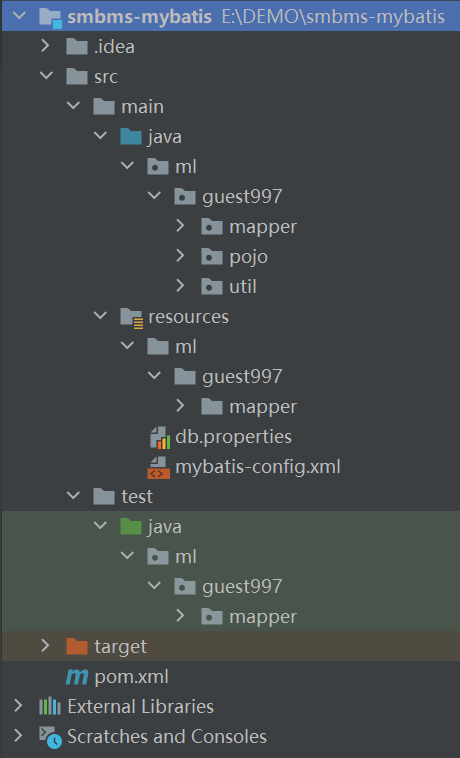 smbms-mybatis E:\DEMO\smbms-mybatis
.idea
src
main
java
ml
guest997
mapper
pojo
util
resources
ml
guest997
mapper
db.properties
mybatis-config.xml
test
java
ml
guest997
mapper
target
pom.xml
External Libraries
Scratches and Consoles